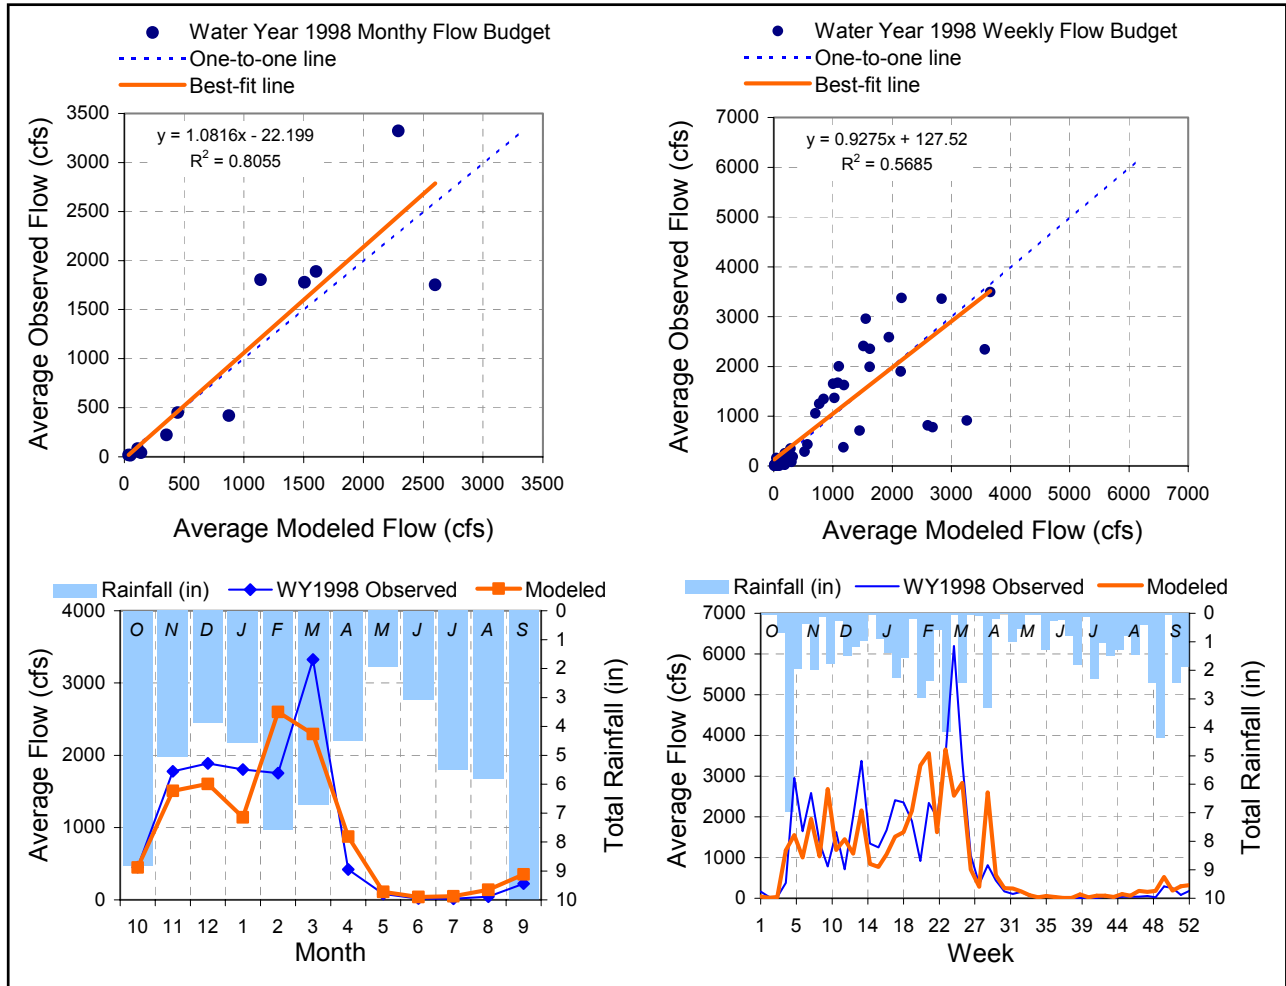 Water Year 1998 Monthy Flow Budget
One-to-one line
Best-fit line
3500
3000
2500
2000
1500
1000
500
0
y = 1.0816x - 22.199
R² = 0.8055
Average Observed Flow (cfs)
0 500 1000 1500 2000 2500 3000 3500
Average Modeled Flow (cfs)
Water Year 1998 Weekly Flow Budget
One-to-one line
Best-fit line
7000
6000
5000
4000
3000
2000
1000
0
y = 0.9275x + 127.52
R² = 0.5685
Average Observed Flow (cfs)
0 1000 2000 3000 4000 5000 6000 7000
Average Modeled Flow (cfs)
Rainfall (in) WY1998 Observed Modeled
4000
3000
2000
1000
0
Average Flow (cfs)
O N D J F M A M J J A S
0
1
2
3
4
5
6
7
8
9
10
Total Rainfall (in)
10 11 12 1 2 3 4 5 6 7 8 9
Month
Rainfall (in) WY1998 Observed Modeled
7000
6000
5000
4000
3000
2000
1000
0
Average Flow (cfs)
O N D J F M A M J J A S
0
1
2
3
4
5
6
7
8
9
10
Total Rainfall (in)
1 5 9 14 18 22 27 31 35 39 44 48 52
Week